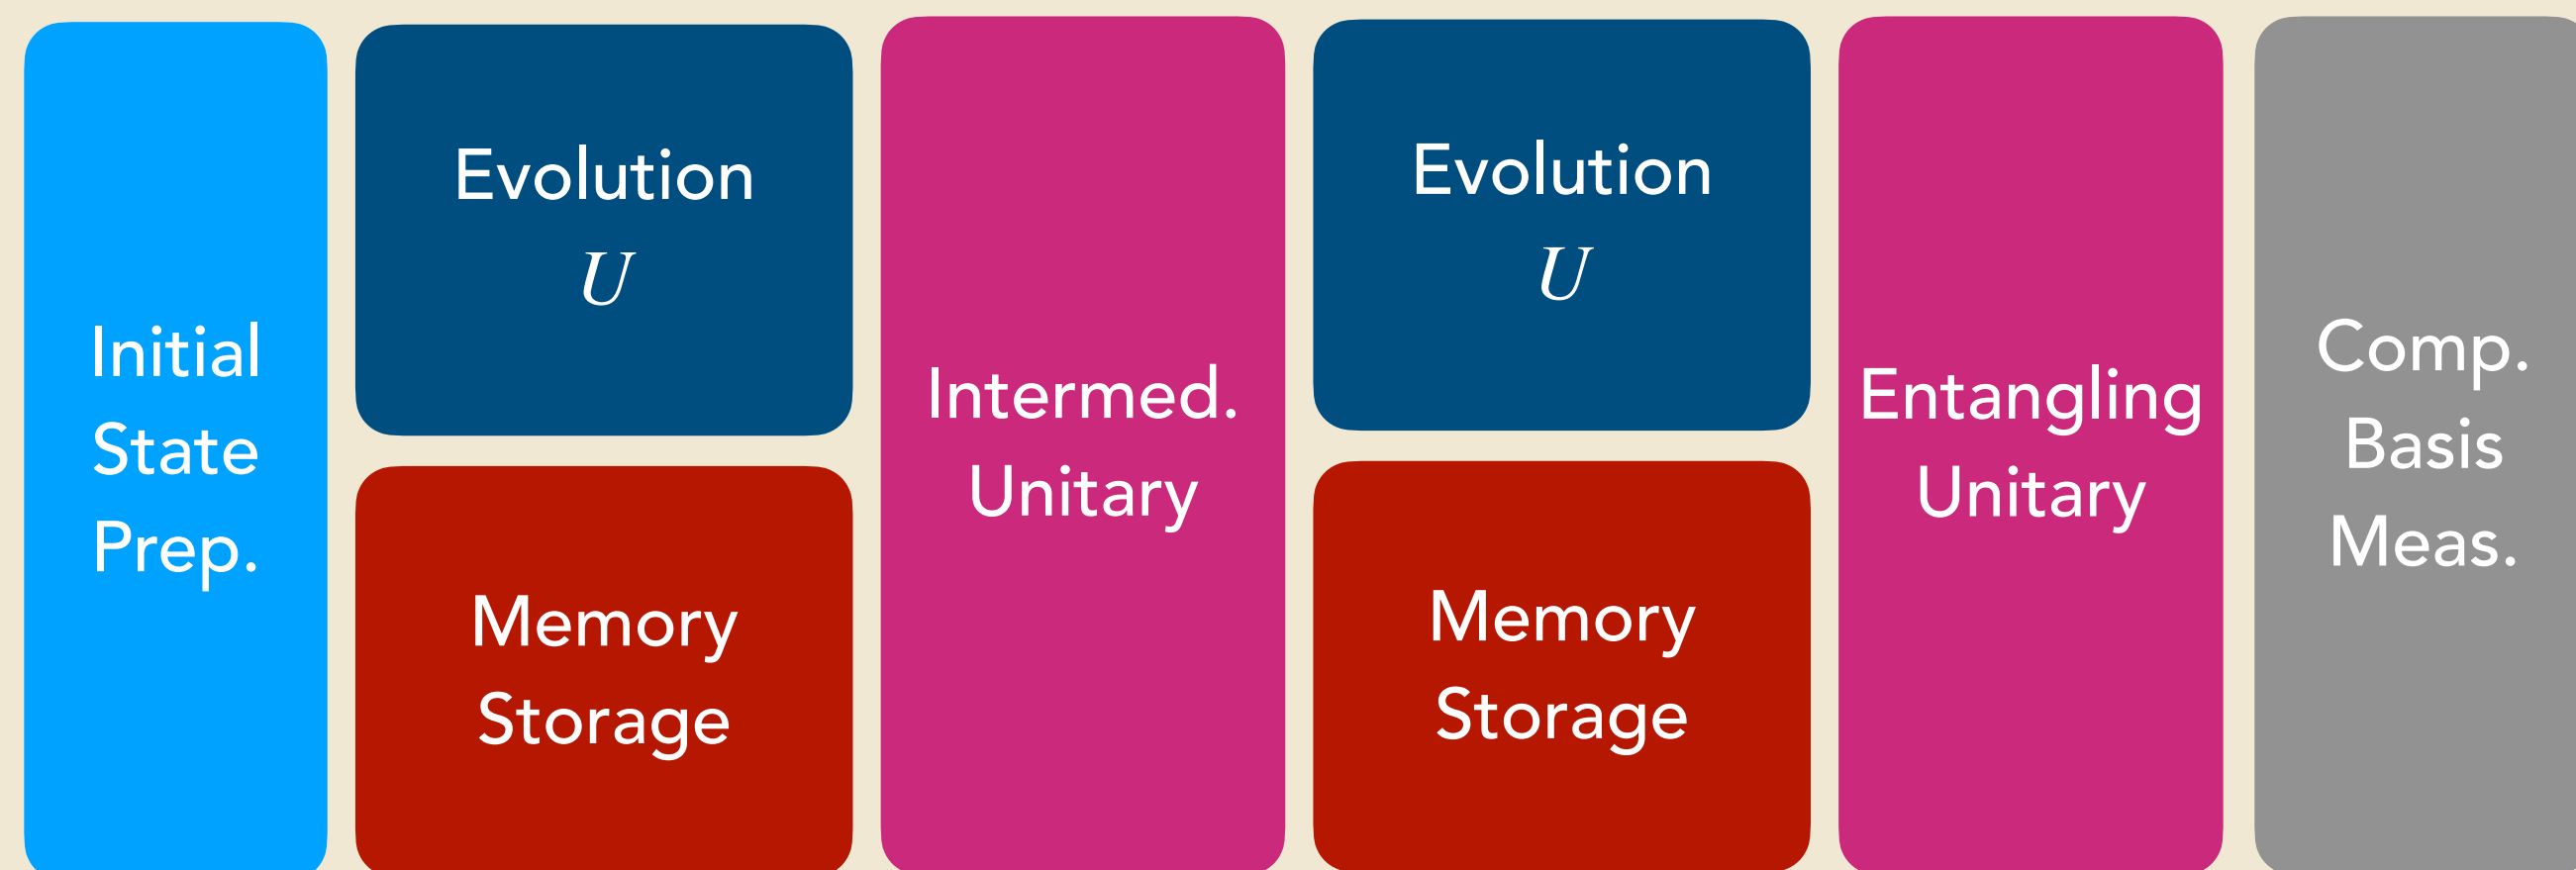 Initial
State
Prep.
Evolution
U
Memory
Storage
Intermed.
Unitary
Evolution
U
Memory
Storage
Entangling
Unitary
Comp.
Basis
Meas.